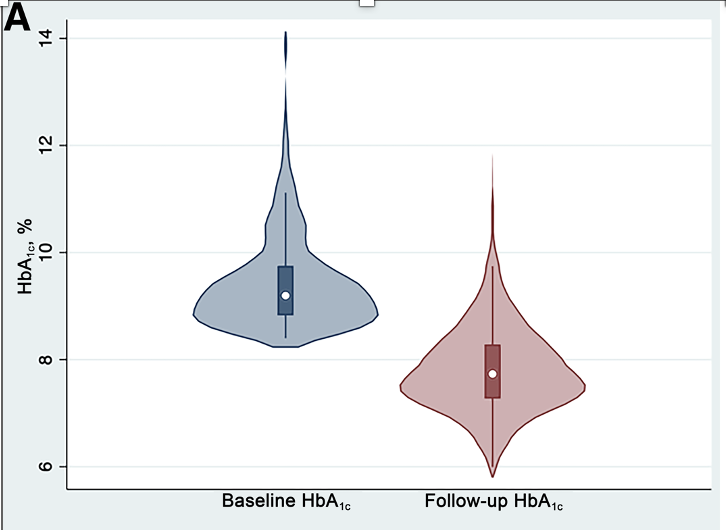 A
14
12
10
8
6
HbA1c, %
Baseline HbA1c
Follow-up HbA1c